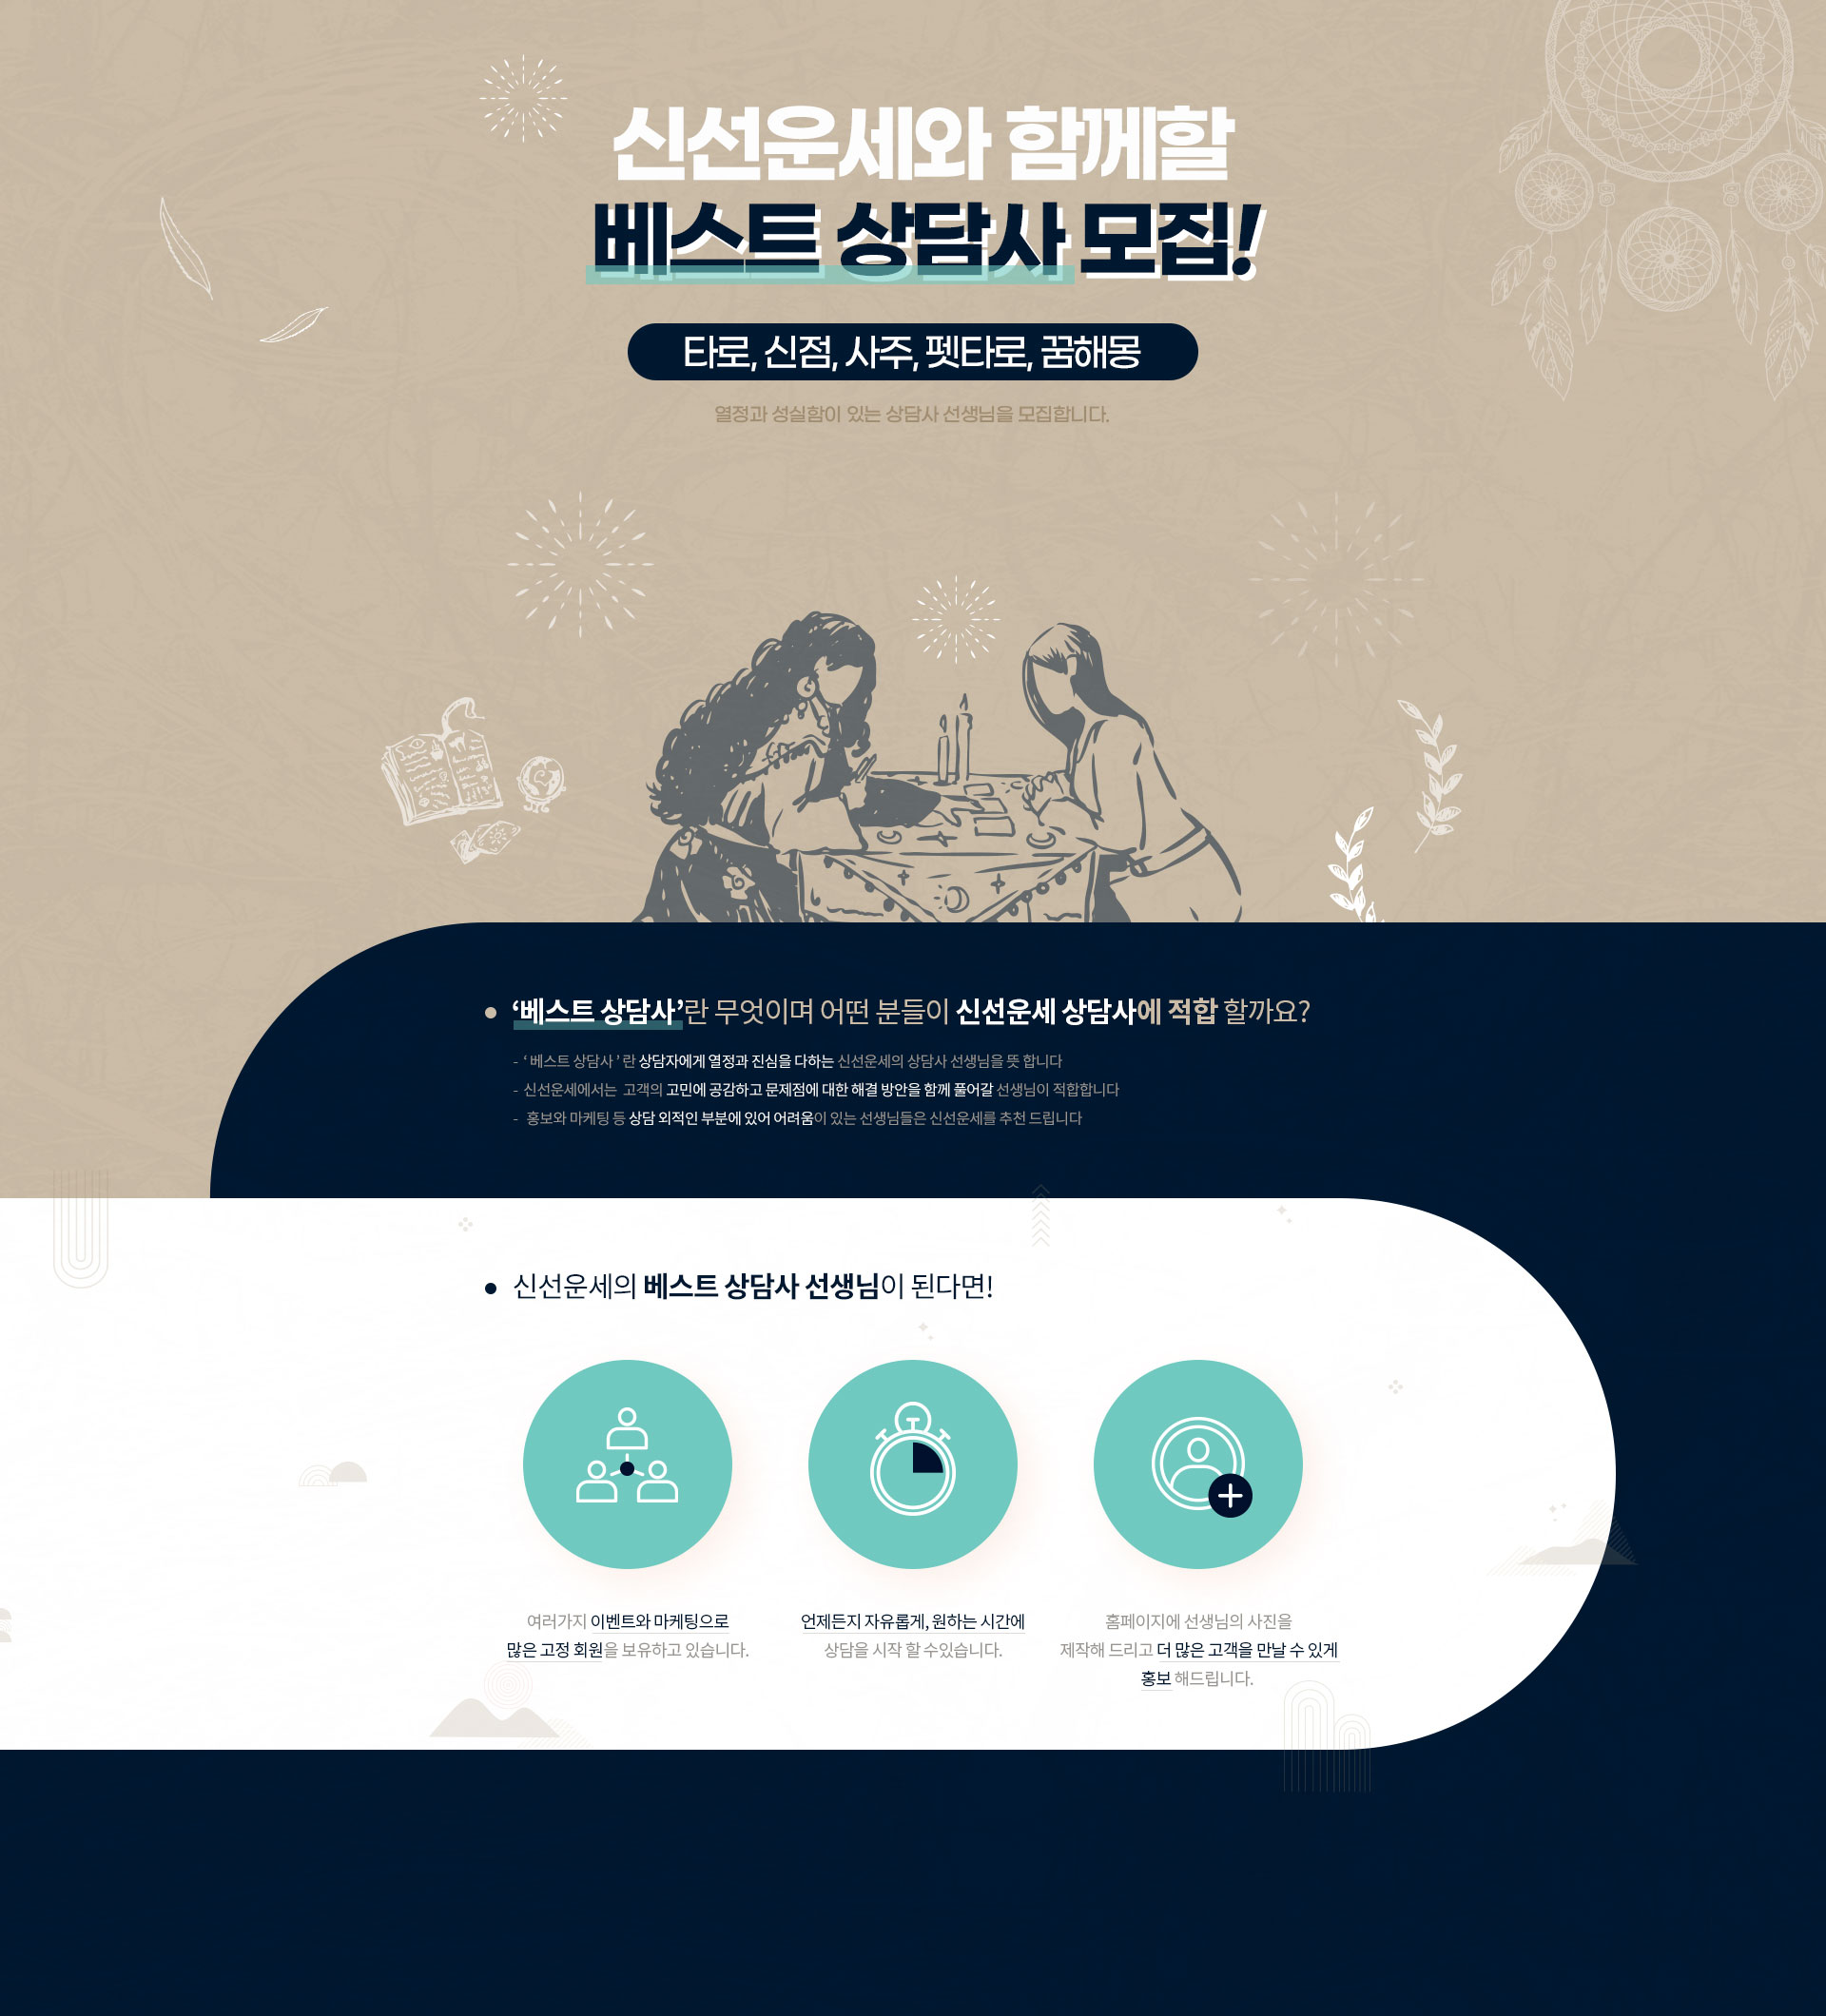 신선운세와 함께할
베스트 상담사 모집!
타로, 신점, 사주, 펫타로, 꿈해몽
열정과 성실함이 있는 상담사 선생님을 모집합니다.
‘베스트 상담사’란 무엇이며 어떤 분들이 신선운세 상담사에 적합 할까요?
- ‘ 베스트 상담사 ’ 란 상담자에게 열정과 진심을 다하는 신선운세의 상담사 선생님을 뜻 합니다
- 신선운세에서는 고객의 고민에 공감하고 문제점에 대한 해결 방안을 함께 풀어갈 선생님이 적합합니다
- 홍보와 마케팅 등 상담 외적인 부분에 있어 어려움이 있는 선생님들은 신선운세를 추천 드립니다
신선운세의 베스트 상담사 선생님이 된다면!
여러가지 이벤트와 마케팅으로
많은 고정 회원을 보유하고 있습니다.
언제든지 자유롭게, 원하는 시간에
상담을 시작 할 수있습니다.
홈페이지에 선생님의 사진을
제작해 드리고 더 많은 고객을 만날 수 있게
홍보 해드립니다.